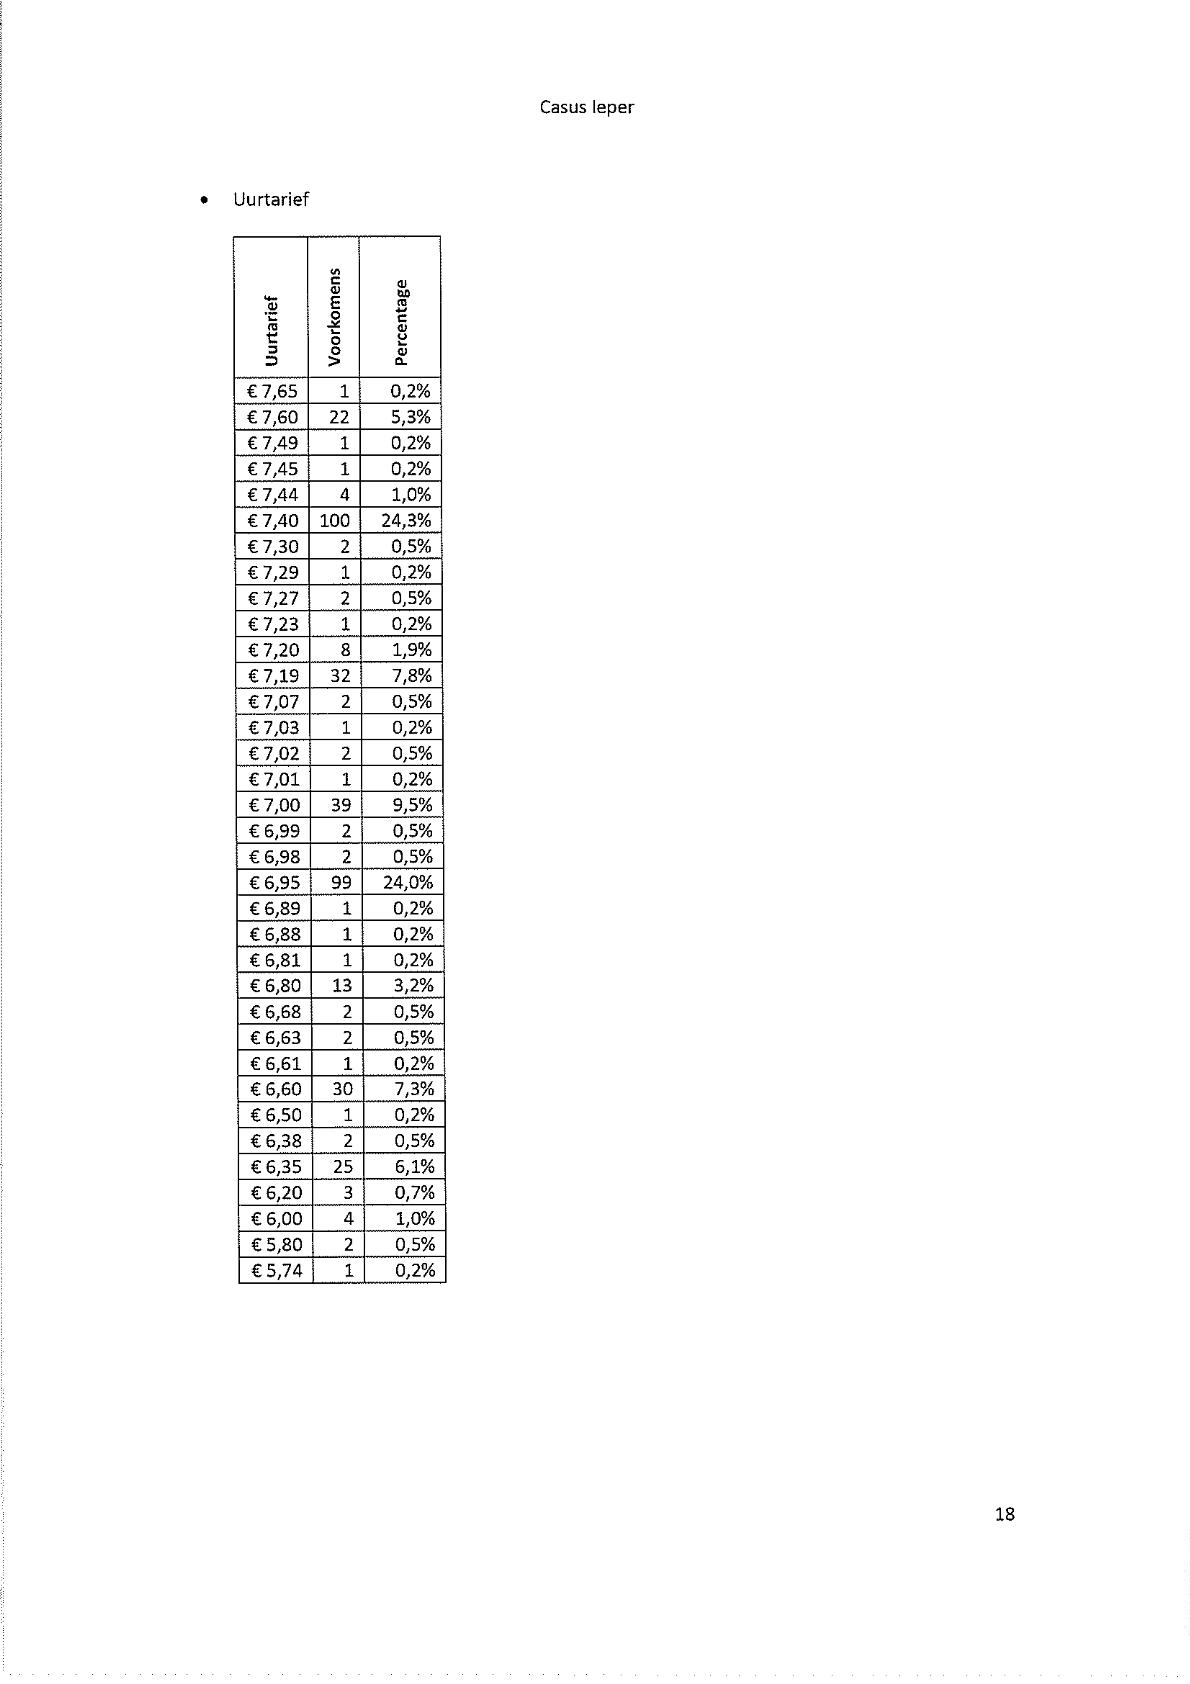 Casus Ieper
• Uurtarief
Uurtarief Voorkomens Percentage
€ 7,65 1 0,2%
€ 7,60 22 5,3%
€ 7,49 1 0,2%
€ 7,45 1 0,2%
€ 7,44 4 1,0%
€ 7,40 100 24,3%
€ 7,30 2 0,5%
€ 7,29 1 0,2%
€ 7,27 2 0,5%
€ 7,23 1 0,2%
€ 7,20 8 1,9%
€ 7,19 32 7,8%
€ 7,07 2 0,5%
€ 7,03 1 0,2%
€ 7,02 2 0,5%
€ 7,01 1 0,2%
€ 7,00 39 9,5%
€ 6,99 2 0,5%
€ 6,98 2 0,5%
€ 6,95 99 24,0%
€ 6,89 1 0,2%
€ 6,88 1 0,2%
€ 6,81 1 0,2%
€ 6,80 13 3,2%
€ 6,68 2 0,5%
€ 6,63 2 0,5%
€ 6,61 1 0,2%
€ 6,60 30 7,3%
€ 6,50 1 0,2%
€ 6,38 2 0,5%
€ 6,35 25 6,1%
€ 6,20 3 0,7%
€ 6,00 4 1,0%
€ 5,80 2 0,5%
€ 5,74 1 0,2%
18